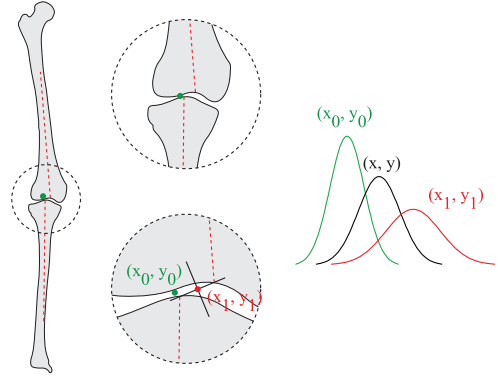 (x₀, y₀)
(x, y)
(x₁, y₁)
(x₀, y₀)
(x₁, y₁)